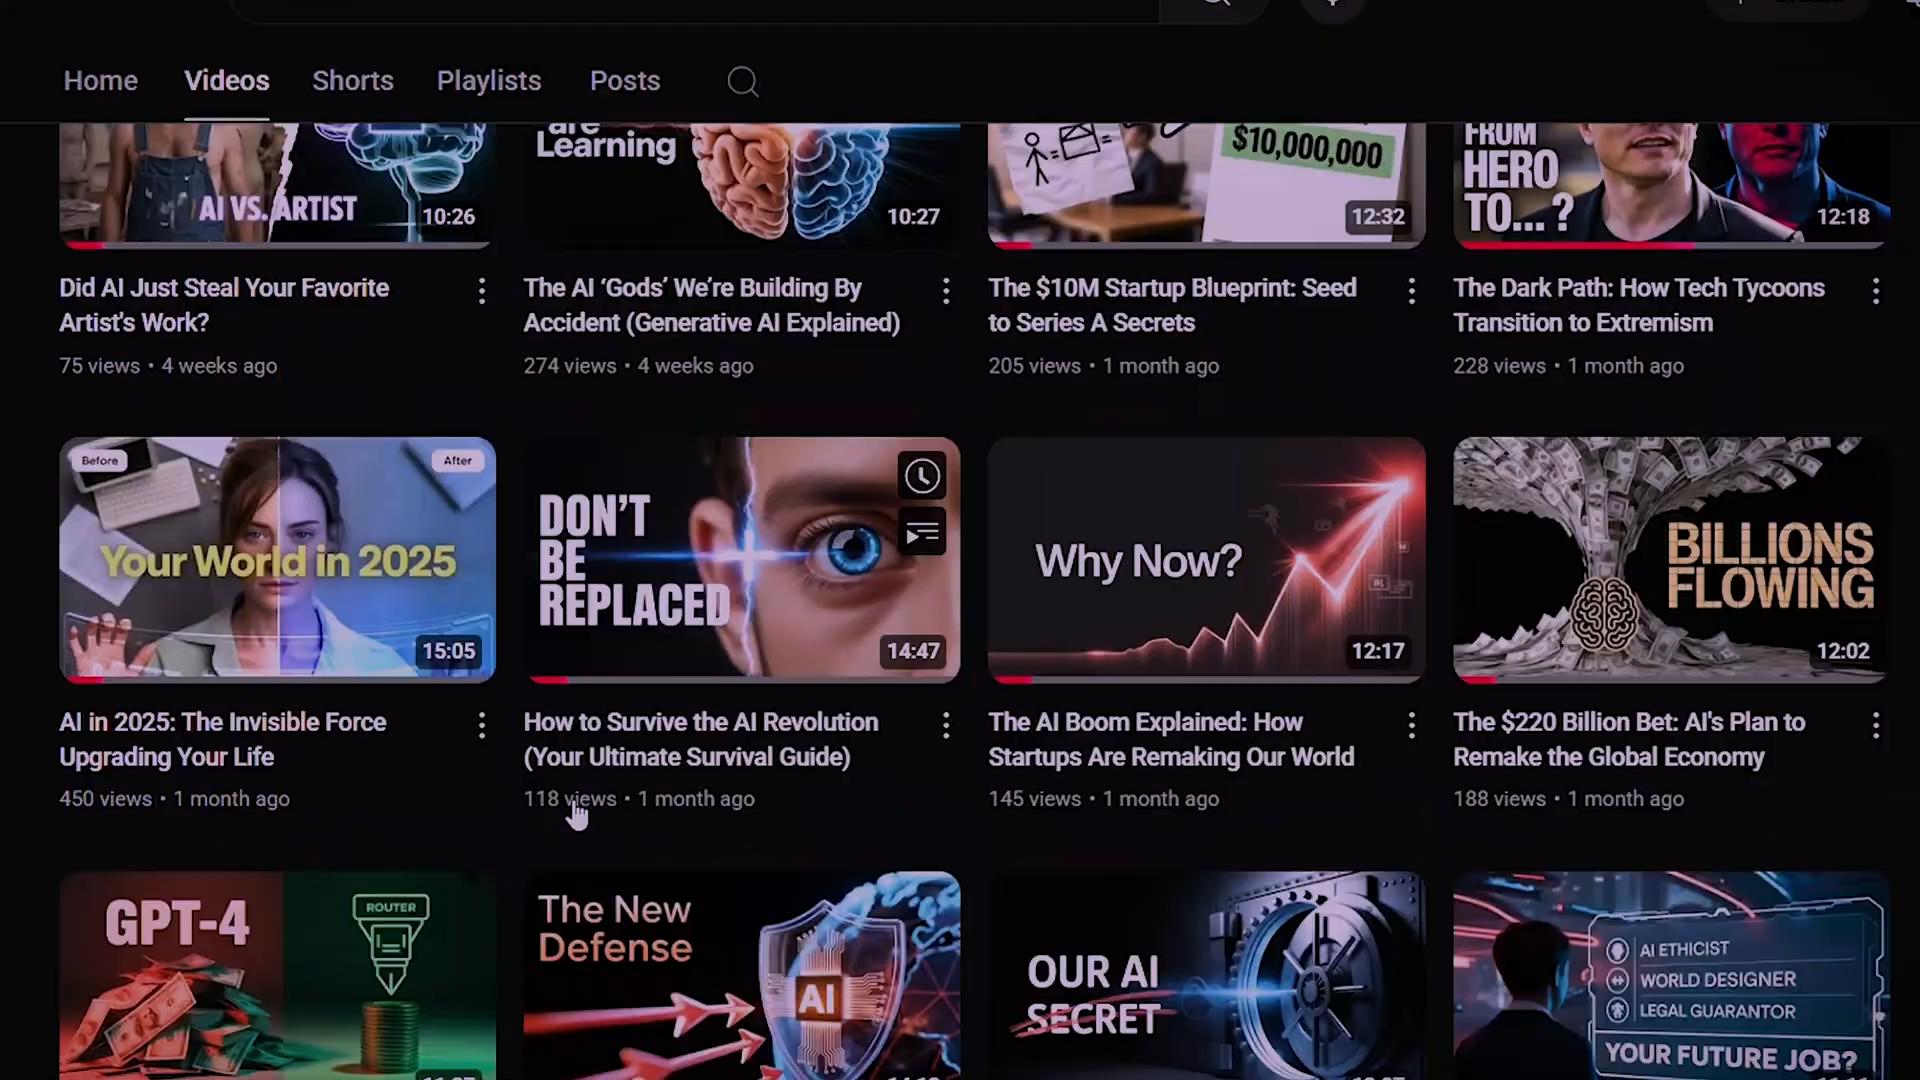 Home
Videos
Shorts
Playlists
Posts
are
Learning
AI VS. ARTIST
10:26
10:27
$10,000,000
12:32
FROM
HERO
TO...?
12:18
Did AI Just Steal Your Favorite
Artist's Work?
75 views • 4 weeks ago
The AI ‘Gods’ We’re Building By
Accident (Generative AI Explained)
274 views • 4 weeks ago
The $10M Startup Blueprint: Seed
to Series A Secrets
205 views • 1 month ago
The Dark Path: How Tech Tycoons
Transition to Extremism
228 views • 1 month ago
Before
After
Your World in 2025
15:05
DON’T
BE
REPLACED
14:47
Why Now?
12:17
BILLIONS
FLOWING
12:02
AI in 2025: The Invisible Force
Upgrading Your Life
450 views • 1 month ago
How to Survive the AI Revolution
(Your Ultimate Survival Guide)
118 views • 1 month ago
The AI Boom Explained: How
Startups Are Remaking Our World
145 views • 1 month ago
The $220 Billion Bet: AI's Plan to
Remake the Global Economy
188 views • 1 month ago
GPT-4
ROUTER
The New
Defense
AI
OUR AI
SECRET
AI ETHICIST
WORLD DESIGNER
LEGAL GUARANTOR
YOUR FUTURE JOB?